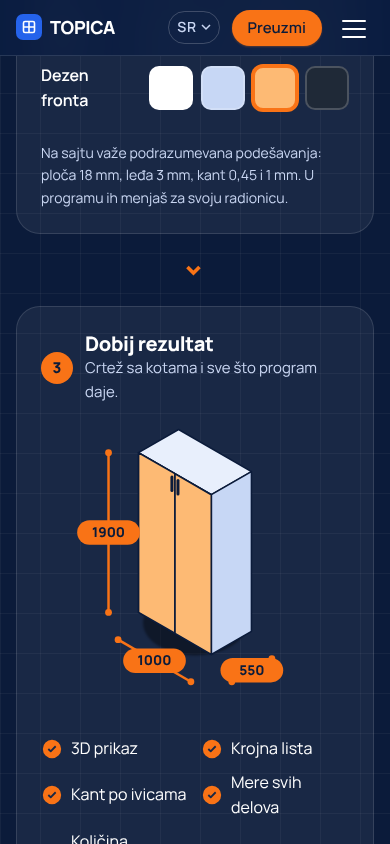 TOPICA
SR
Preuzmi
Dezen
fronta
Na sajtu važe podrazumevana podešavanja:
ploča 18 mm, leđa 3 mm, kant 0,45 i 1 mm. U
programu ih menjaš za svoju radionicu.
3
Dobij rezultat
Crtež sa kotama i sve što program
daje.
1900
1000
550
3D prikaz
Krojna lista
Kant po ivicama
Mere svih
delova
Količina